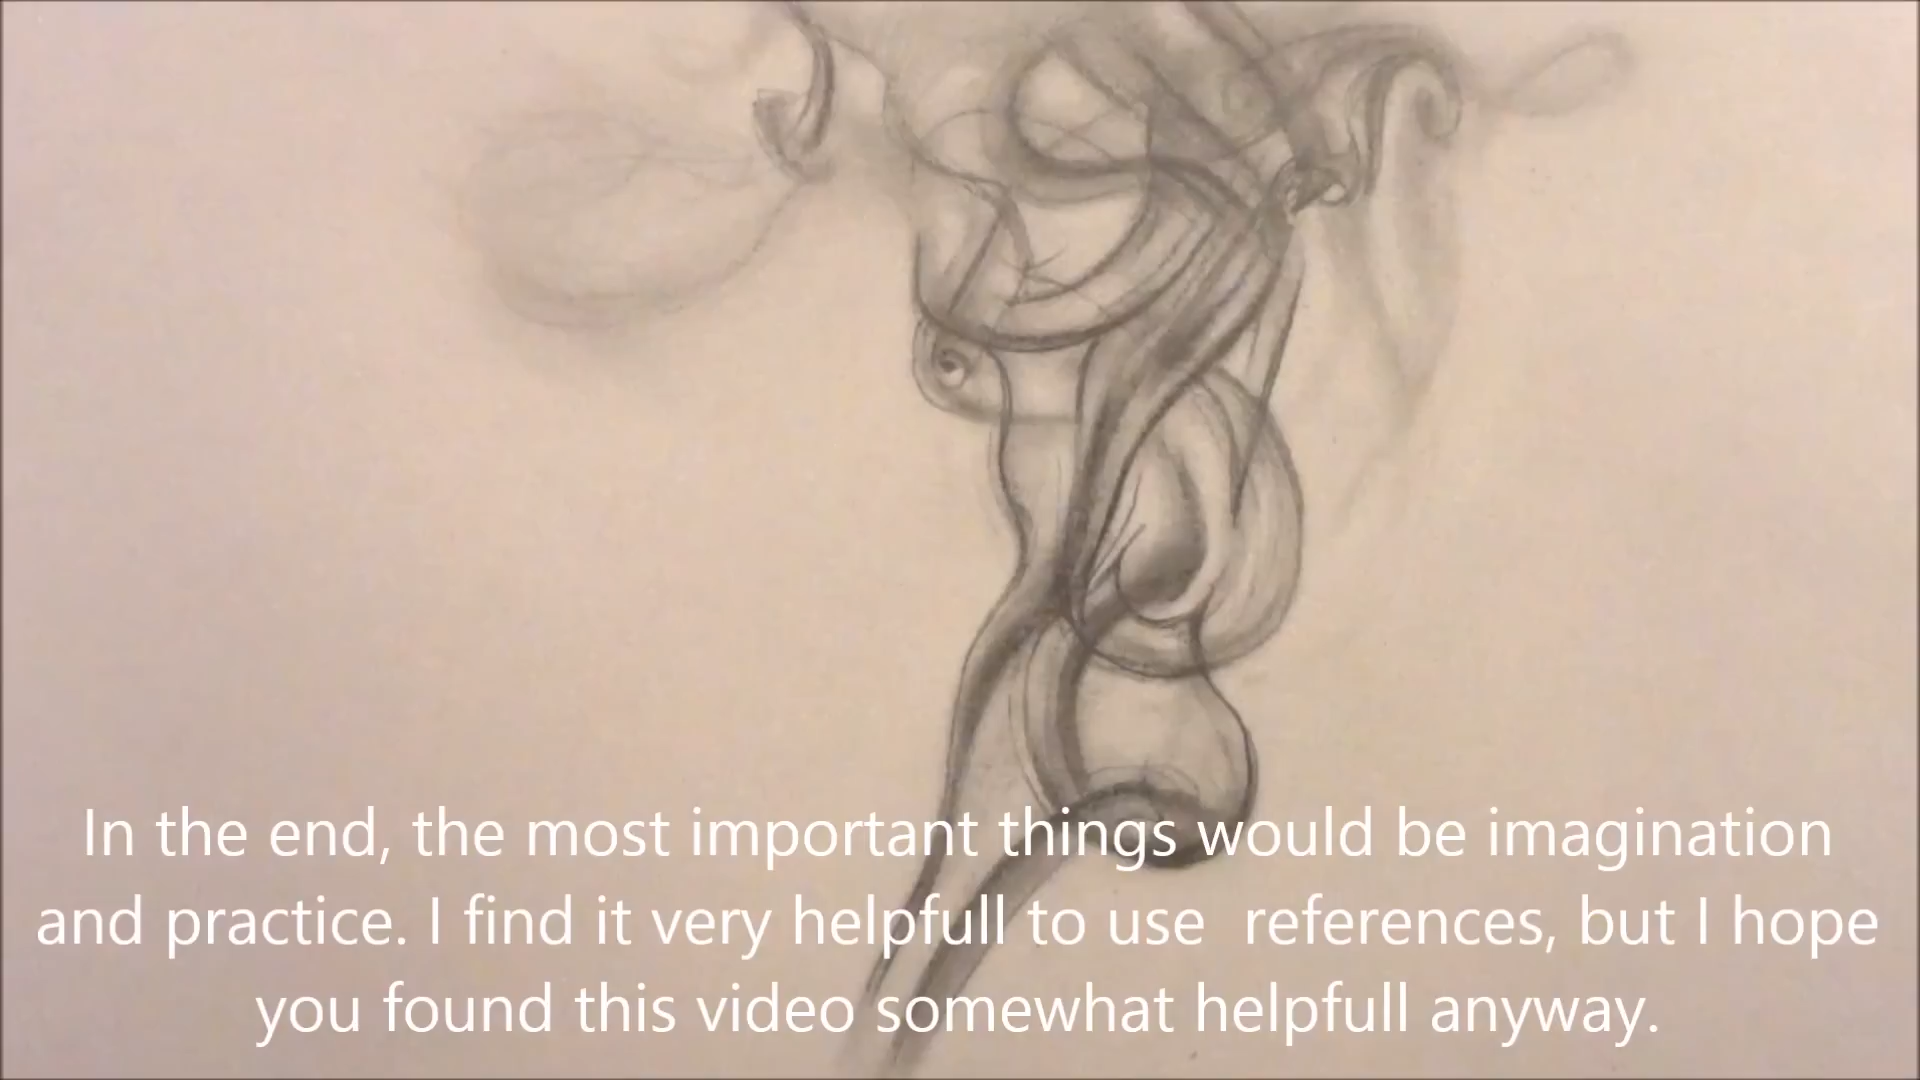 In the end, the most important things would be imagination
and practice. I find it very helpfull to use  references, but I hope
you found this video somewhat helpfull anyway.